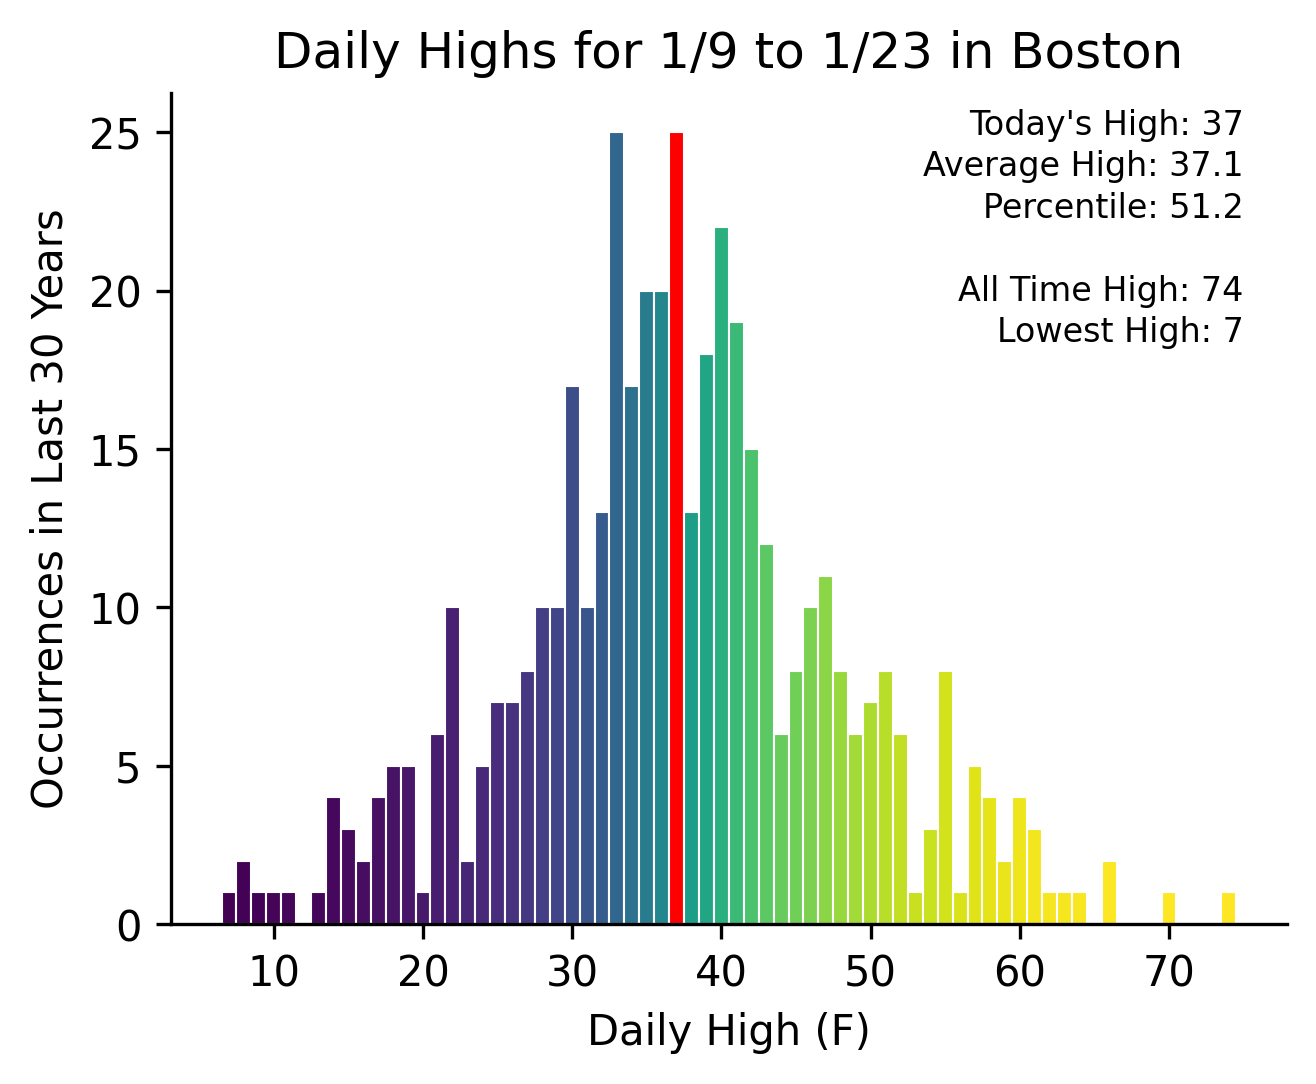 Daily Highs for 1/9 to 1/23 in Boston
Today's High: 37
Average High: 37.1
Percentile: 51.2
All Time High: 74
Lowest High: 7
Occurrences in Last 30 Years
25
20
15
10
5
0
10 20 30 40 50 60 70
Daily High (F)